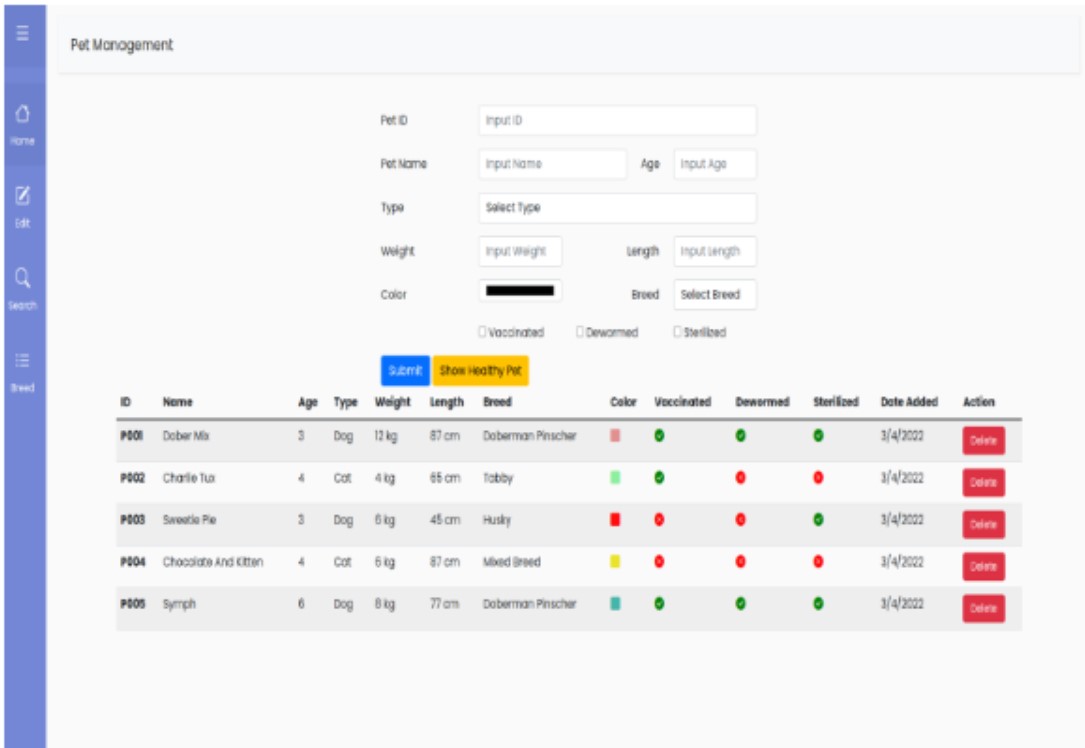 Pet Management
Home
Edit
Search
Breed
Pet ID Input ID
Pet Name Input Name Age Input Age
Type Select Type
Weight Input Weight Length Input Length
Color Breed Select Breed
Vaccinated Dewormed Sterilized
Submit Show Healthy Pet
ID Name Age Type Weight Length Breed Color Vaccinated Dewormed Sterilized Date Added Action
P001 Dober Mix 3 Dog 12 kg 87 cm Doberman Pinscher 3/4/2022 Delete
P002 Charlie Tux 4 Cat 4 kg 65 cm Tabby 3/4/2022 Delete
P003 Sweetie Pie 3 Dog 6 kg 45 cm Husky 3/4/2022 Delete
P004 Chocolate And Kitten 4 Cat 6 kg 87 cm Mixed Breed 3/4/2022 Delete
P005 Symph 6 Dog 8 kg 77 cm Doberman Pinscher 3/4/2022 Delete